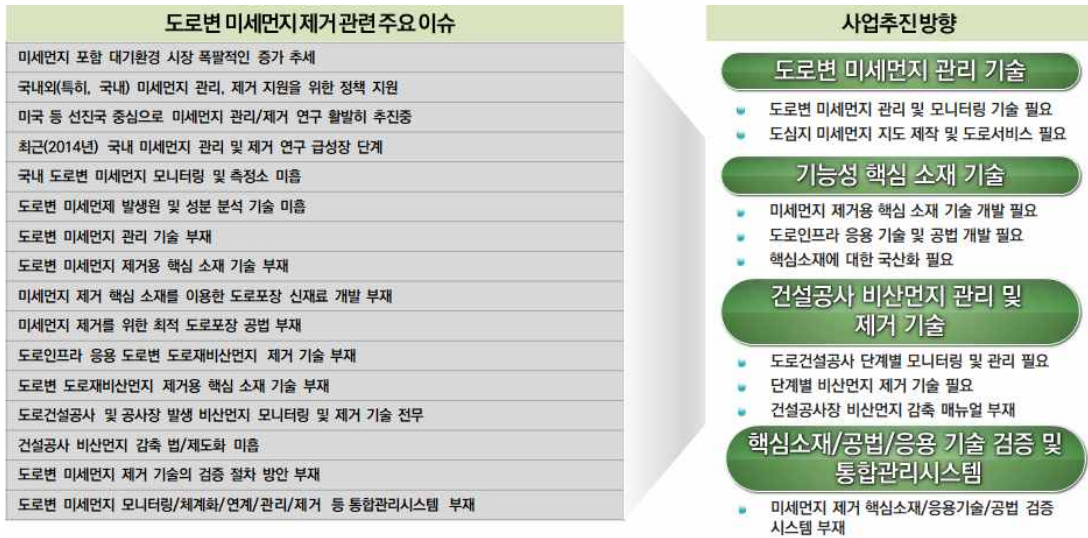 도로변 미세먼지 제거 관련 주요 이슈
미세먼지 포함 대기환경 시장 폭팔적인 증가 추세
국내외(특히, 국내) 미세먼지 관리, 제거 지원을 위한 정책 지원
미국 등 선진국 중심으로 미세먼지 관리/제거 연구 활발히 추진중
최근(2014년) 국내 미세먼지 관리 및 제거 연구 급성장 단계
국내 도로변 미세먼지 모니터링 및 측정소 미흡
도로변 미세먼제 발생원 및 성분 분석 기술 미흡
도로변 미세먼지 관리 기술 부재
도로변 미세먼지 제거용 핵심 소재 기술 부재
미세먼지 제거 핵심 소재를 이용한 도로포장 신재료 개발 부재
미세먼지 제거를 위한 최적 도로포장 공법 부재
도로인프라 응용 도로변 도로재비산먼지 제거 기술 부재
도로변 도로재비산먼지 제거용 핵심 소재 기술 부재
도로건설공사 및 공사장 발생 비산먼지 모니터링 및 제거 기술 전무
건설공사 비산먼지 감축 법/제도화 미흡
도로변 미세먼지 제거 기술의 검증 절차 방안 부재
도로변 미세먼지 모니터링/체계화/연계/관리/제거 등 통합관리시스템 부재
사업추진방향
도로변 미세먼지 관리 기술
도로변 미세먼지 관리 및 모니터링 기술 필요
도심지 미세먼지 지도 제작 및 도로서비스 필요
기능성 핵심 소재 기술
미세먼지 제거용 핵심 소재 기술 개발 필요
도로인프라 응용 기술 및 공법 개발 필요
핵심소재에 대한 국산화 필요
건설공사 비산먼지 관리 및
제거 기술
도로건설공사 단계별 모니터링 및 관리 필요
단계별 비산먼지 제거 기술 필요
건설공사장 비산먼지 감축 매뉴얼 부재
핵심소재/공법/응용 기술 검증 및
통합관리시스템
미세먼지 제거 핵심소재/응용기술/공법 검증
시스템 부재